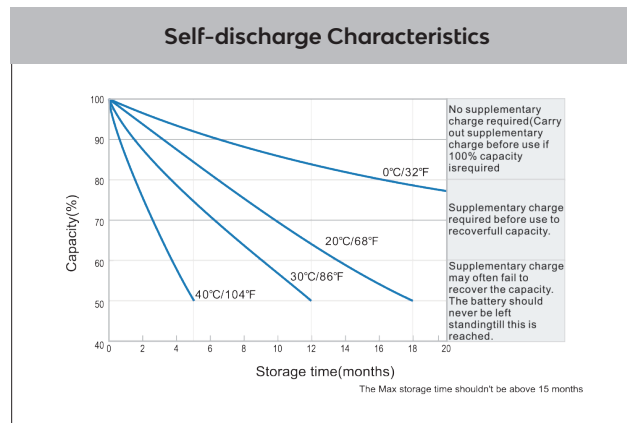 Self-discharge Characteristics
100
90
80
70
60
50
40
Capacity(%)
0°C/32°F
20°C/68°F
30°C/86°F
40°C/104°F
No supplementary
charge required(Carry
out supplementary
charge before use if
100% capacity
isrequired
Supplementary charge
required before use to
recoverfull capacity.
Supplementary charge
may often fail to
recover the capacity.
The battery should
never be left
standingtill this is
reached.
0 2 4 6 8 10 12 14 16 18 20
Storage time(months)
The Max storage time shouldn't be above 15 months